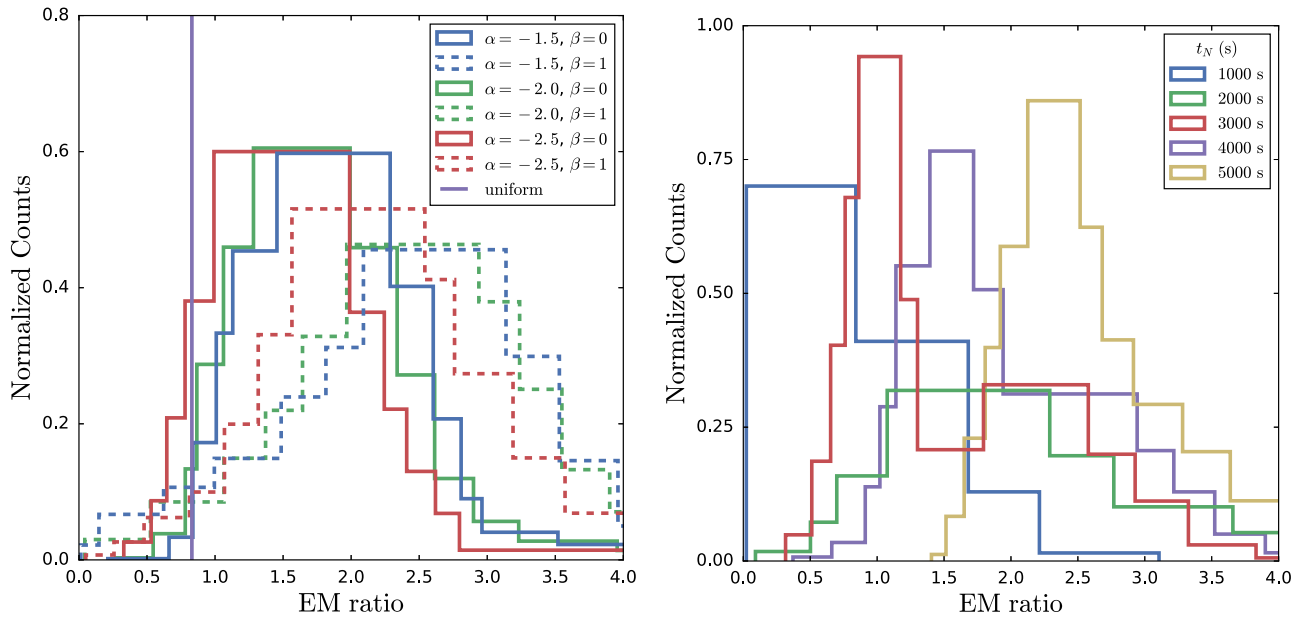 0.8
0.6
0.4
0.2
0.0
Normalized Counts
0.0 0.5 1.0 1.5 2.0 2.5 3.0 3.5 4.0
EM ratio
α = −1.5, β = 0
α = −1.5, β = 1
α = −2.0, β = 0
α = −2.0, β = 1
α = −2.5, β = 0
α = −2.5, β = 1
uniform
1.00
0.75
0.50
0.25
0.00
Normalized Counts
0.0 0.5 1.0 1.5 2.0 2.5 3.0 3.5 4.0
EM ratio
t_N (s)
1000 s
2000 s
3000 s
4000 s
5000 s